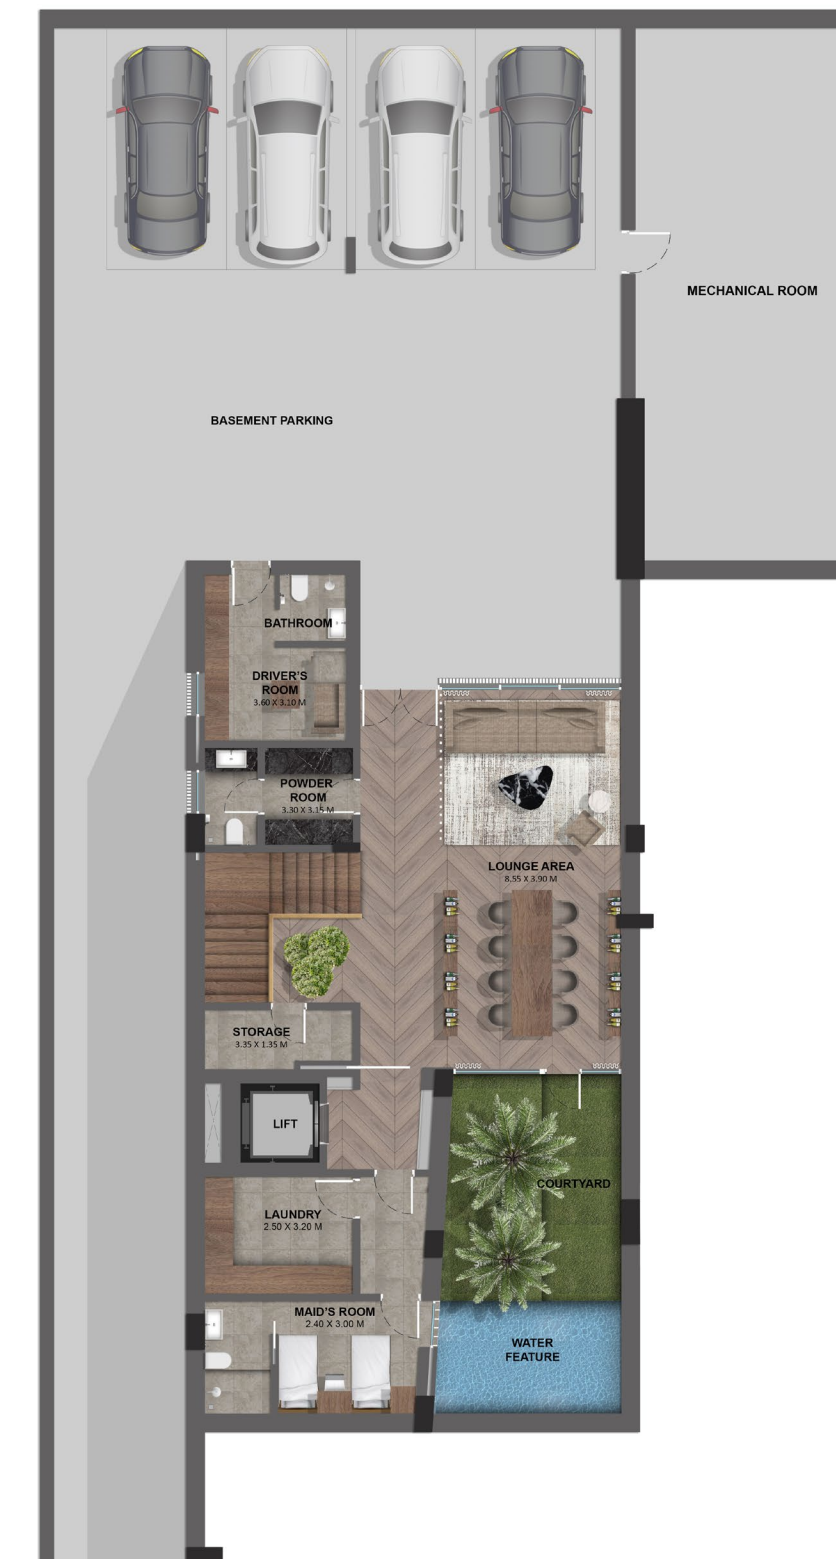 MECHANICAL ROOM
BASEMENT PARKING
BATHROOM
DRIVER'S
ROOM
3.60 X 3.10 M
POWDER
ROOM
3.30 X 3.15 M
LOUNGE AREA
8.55 X 3.90 M
STORAGE
3.35 X 1.35 M
LIFT
COURTYARD
LAUNDRY
2.50 X 3.20 M
MAID'S ROOM
2.40 X 3.00 M
WATER
FEATURE